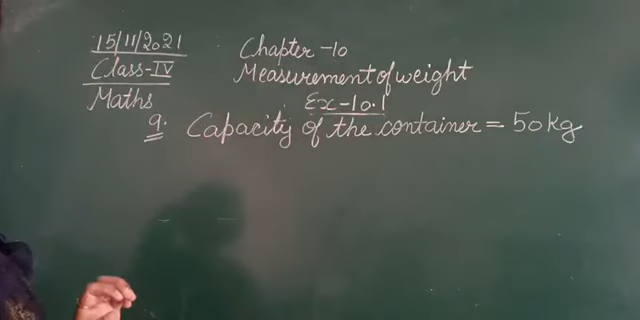 15/11/2021
Class-IV
Maths
Chapter -10
Measurement of weight
Ex-10.1
9. Capacity of the container = 50 kg